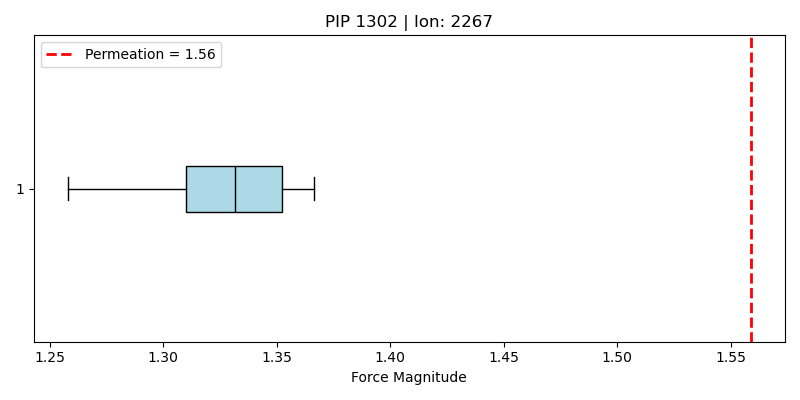 PIP 1302 | Ion: 2267
Permeation = 1.56
1
1.25 1.30 1.35 1.40 1.45 1.50 1.55
Force Magnitude